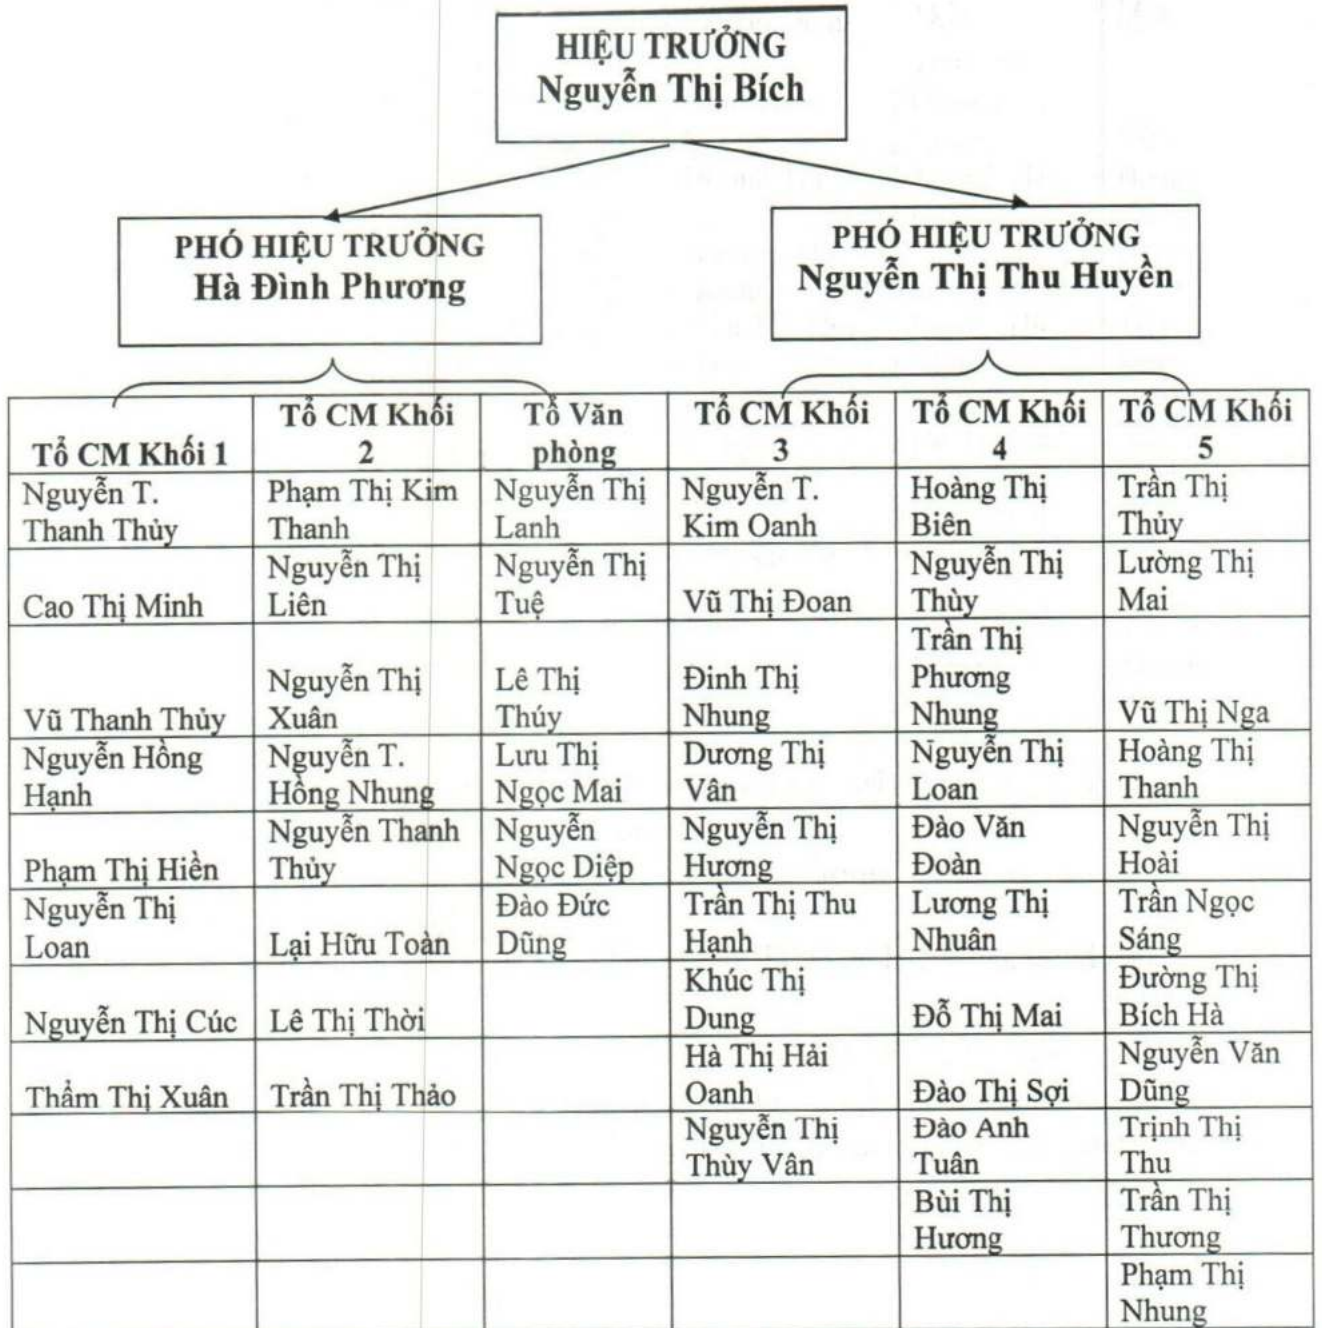 HIỆU TRƯỞNG
Nguyễn Thị Bích
PHÓ HIỆU TRƯỞNG
Hà Đình Phương
PHÓ HIỆU TRƯỞNG
Nguyễn Thị Thu Huyền
Tổ CM Khối 1
Tổ CM Khối
2
Tổ Văn
phòng
Tổ CM Khối
3
Tổ CM Khối
4
Tổ CM Khối
5
Nguyễn T.
Thanh Thủy
Phạm Thị Kim
Thanh
Nguyễn Thị
Lanh
Nguyễn T.
Kim Oanh
Hoàng Thị
Biên
Trần Thị
Thủy
Cao Thị Minh
Nguyễn Thị
Liên
Nguyễn Thị
Tuệ
Vũ Thị Đoan
Nguyễn Thị
Thùy
Lường Thị
Mai
Vũ Thanh Thủy
Nguyễn Thị
Xuân
Lê Thị
Thúy
Đinh Thị
Nhung
Trần Thị
Phương
Nhung
Vũ Thị Nga
Nguyễn Hồng
Hạnh
Nguyễn T.
Hồng Nhung
Lưu Thị
Ngọc Mai
Dương Thị
Vân
Nguyễn Thị
Loan
Hoàng Thị
Thanh
Phạm Thị Hiền
Nguyễn Thanh
Thủy
Nguyễn
Ngọc Diệp
Nguyễn Thị
Hương
Đào Văn
Đoàn
Nguyễn Thị
Hoài
Nguyễn Thị
Loan
Lại Hữu Toàn
Đào Đức
Dũng
Trần Thị Thu
Hạnh
Lương Thị
Nhuân
Trần Ngọc
Sáng
Nguyễn Thị Cúc
Lê Thị Thời
Khúc Thị
Dung
Đỗ Thị Mai
Đường Thị
Bích Hà
Thẩm Thị Xuân
Trần Thị Thảo
Hà Thị Hải
Oanh
Đào Thị Sợi
Nguyễn Văn
Dũng
Nguyễn Thị
Thùy Vân
Đào Anh
Tuân
Trịnh Thị
Thu
Bùi Thị
Hương
Trần Thị
Thương
Phạm Thị
Nhung